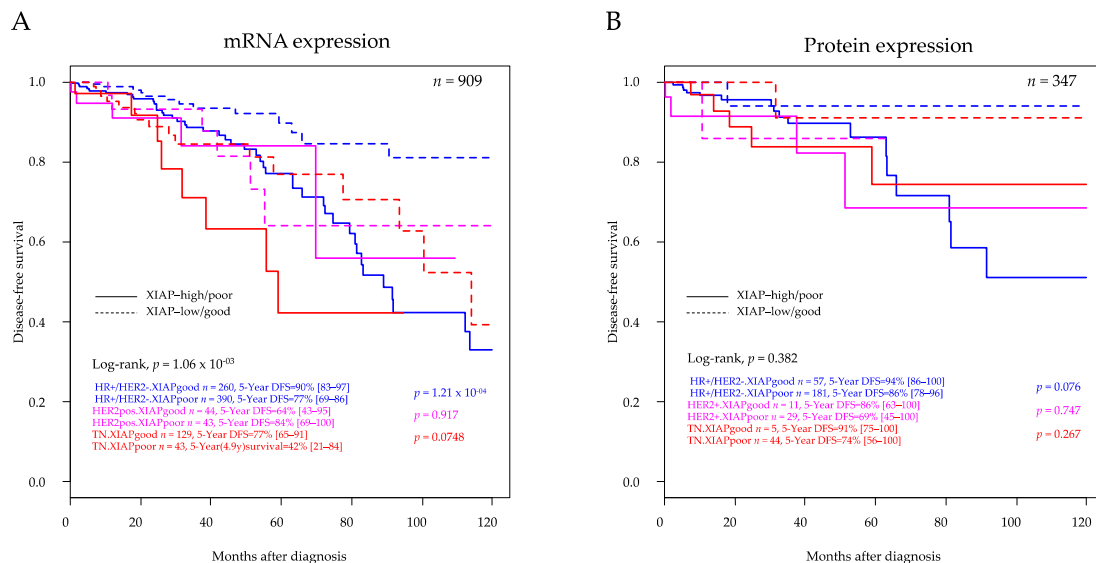 A
mRNA expression
n = 909
1.0
0.8
0.6
0.4
0.2
0.0
Disease-free survival
XIAP–high/poor
XIAP–low/good
Log-rank, p = 1.06 x 10⁻⁰³
HR+/HER2-.XIAPgood n = 260, 5-Year DFS=90% [83–97]
HR+/HER2-.XIAPpoor n = 390, 5-Year DFS=77% [69–86]
p = 1.21 x 10⁻⁰⁴
HER2pos.XIAPgood n = 44, 5-Year DFS=64% [43–95]
HER2pos.XIAPpoor n = 43, 5-Year DFS=84% [69–100]
p = 0.917
TN.XIAPgood n = 129, 5-Year DFS=77% [65–91]
TN.XIAPpoor n = 43, 5-Year(4.9y)survival=42% [21–84]
p = 0.0748
0 20 40 60 80 100 120
Months after diagnosis
B
Protein expression
n = 347
1.0
0.8
0.6
0.4
0.2
0.0
Disease-free survival
XIAP–high/poor
XIAP–low/good
Log-rank, p = 0.382
HR+/HER2-.XIAPgood n = 57, 5-Year DFS=94% [86–100]
HR+/HER2-.XIAPpoor n = 181, 5-Year DFS=86% [78–96]
p = 0.076
HER2+.XIAPgood n = 11, 5-Year DFS=86% [63–100]
HER2+.XIAPpoor n = 29, 5-Year DFS=69% [45–100]
p = 0.747
TN.XIAPgood n = 5, 5-Year DFS=91% [75–100]
TN.XIAPpoor n = 44, 5-Year DFS=74% [56–100]
p = 0.267
0 20 40 60 80 100 120
Months after diagnosis